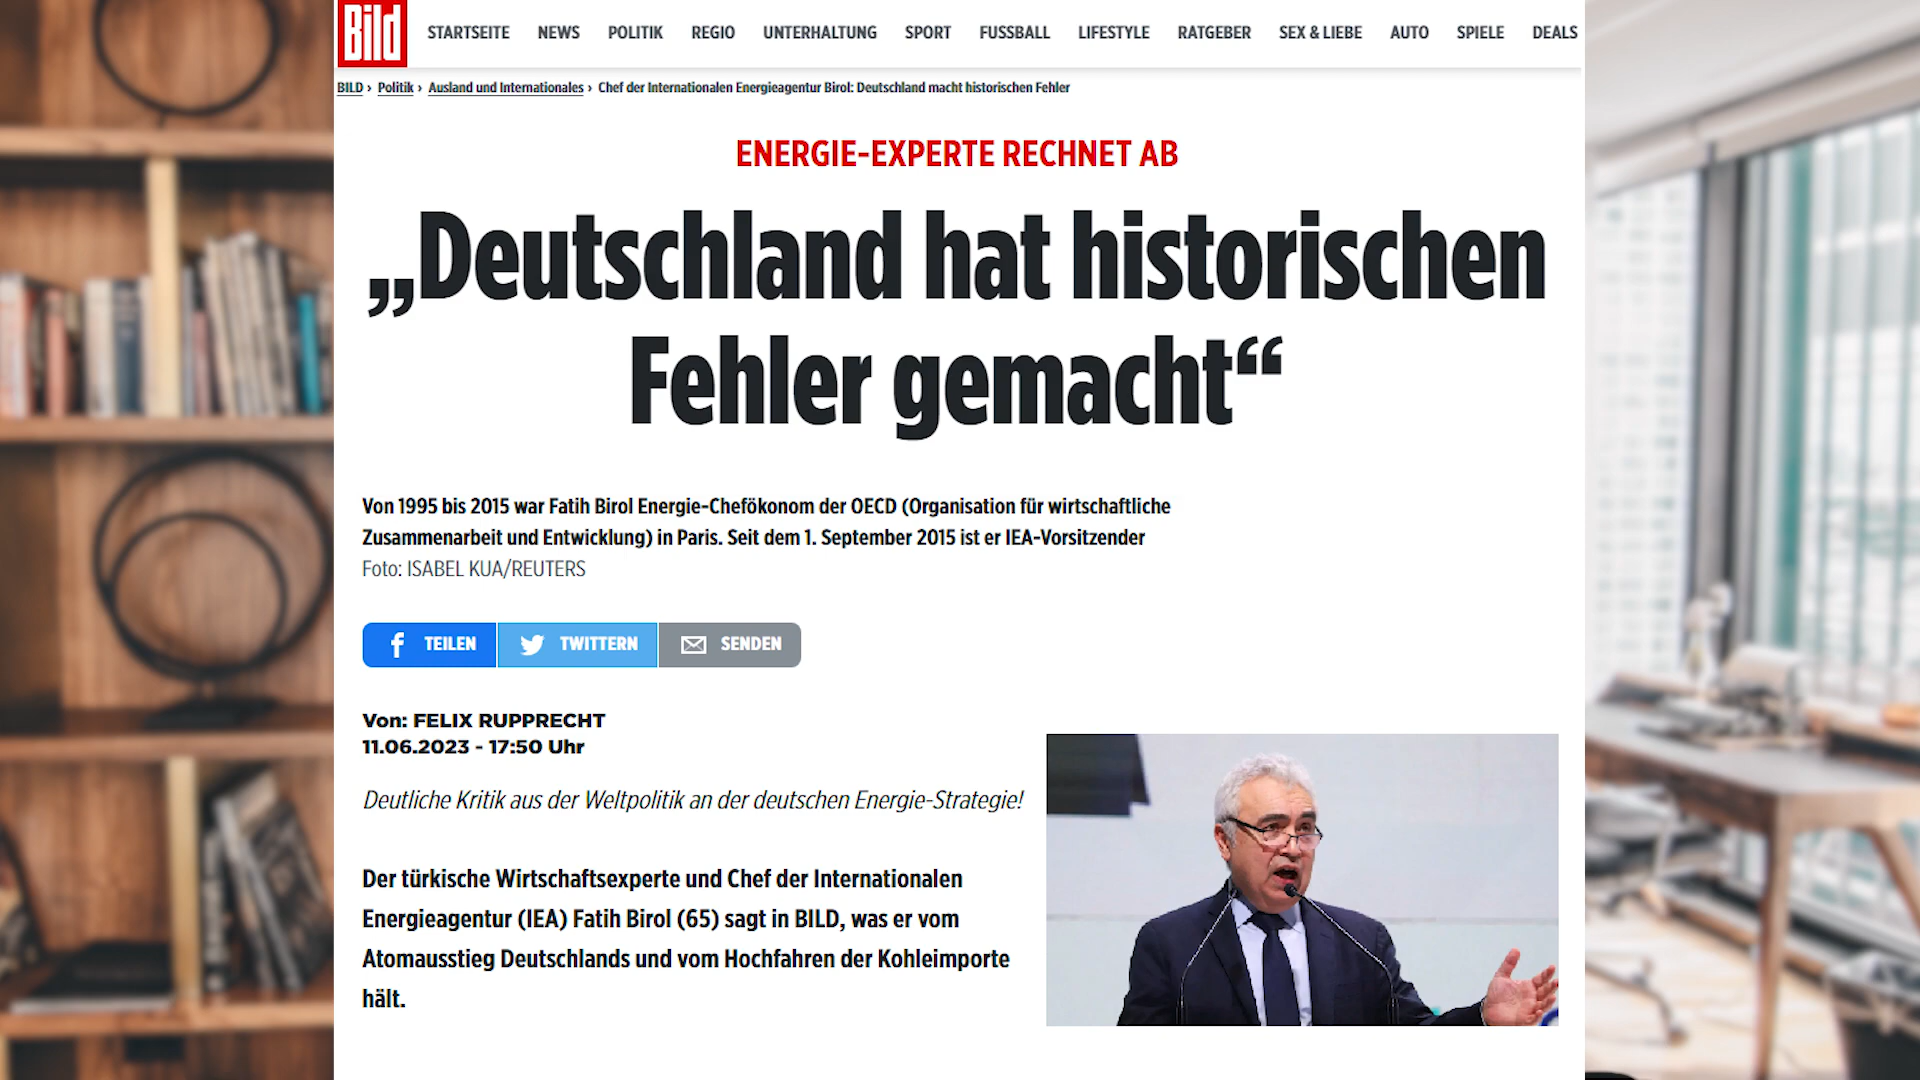 Bild STARTSEITE NEWS POLITIK REGIO UNTERHALTUNG SPORT FUSSBALL LIFESTYLE RATGEBER SEX & LIEBE AUTO SPIELE DEALS
BILD › Politik › Ausland und Internationales › Chef der Internationalen Energieagentur Birol: Deutschland macht historischen Fehler
ENERGIE-EXPERTE RECHNET AB
„Deutschland hat historischen
Fehler gemacht“
Von 1995 bis 2015 war Fatih Birol Energie-Chefökonom der OECD (Organisation für wirtschaftliche
Zusammenarbeit und Entwicklung) in Paris. Seit dem 1. September 2015 ist er IEA-Vorsitzender
Foto: ISABEL KUA/REUTERS
TEILEN TWITTERN SENDEN
Von: FELIX RUPPRECHT
11.06.2023 - 17:50 Uhr
Deutliche Kritik aus der Weltpolitik an der deutschen Energie-Strategie!
Der türkische Wirtschaftsexperte und Chef der Internationalen
Energieagentur (IEA) Fatih Birol (65) sagt in BILD, was er vom
Atomausstieg Deutschlands und vom Hochfahren der Kohleimporte
hält.